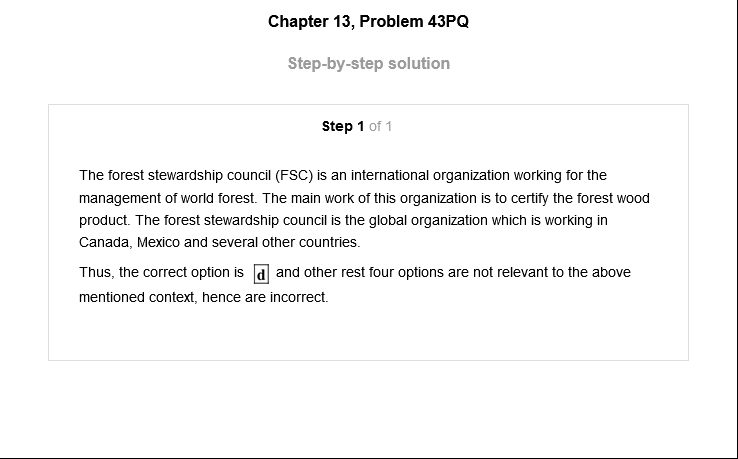 Chapter 13, Problem 43PQ
Step-by-step solution
Step 1 of 1
The forest stewardship council (FSC) is an international organization working for the
management of world forest. The main work of this organization is to certify the forest wood
product. The forest stewardship council is the global organization which is working in
Canada, Mexico and several other countries.
Thus, the correct option is d and other rest four options are not relevant to the above
mentioned context, hence are incorrect.